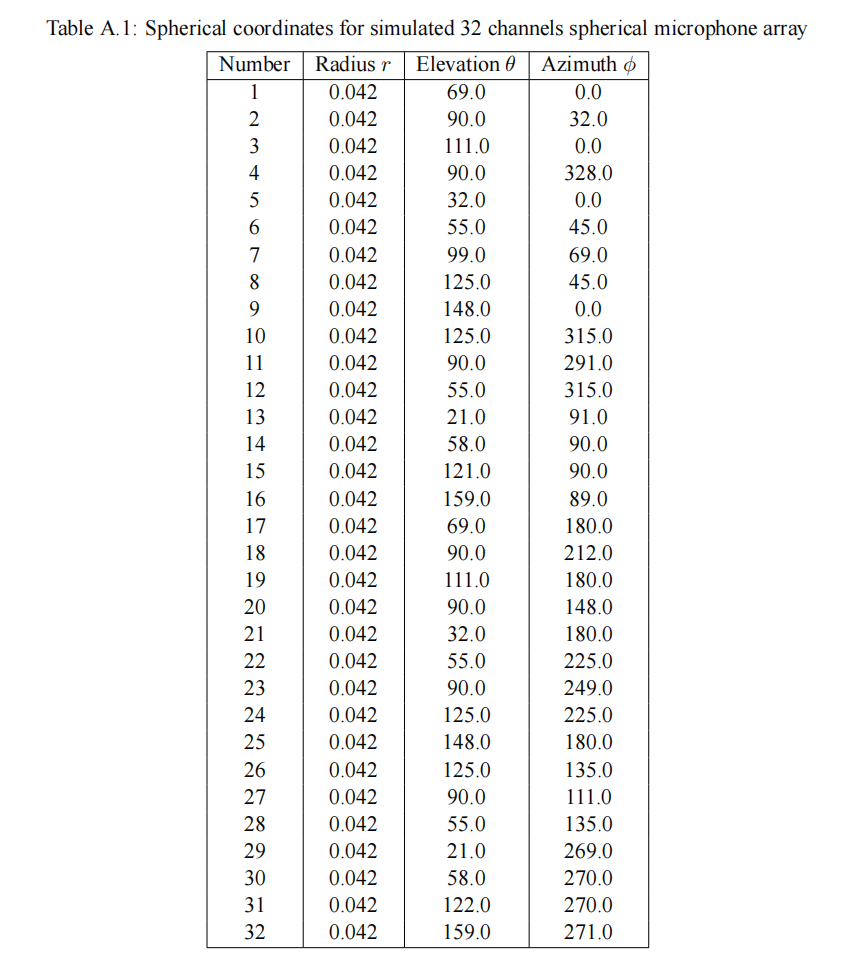 Table A.1: Spherical coordinates for simulated 32 channels spherical microphone array
Number Radius r Elevation θ Azimuth ϕ
1 0.042 69.0 0.0
2 0.042 90.0 32.0
3 0.042 111.0 0.0
4 0.042 90.0 328.0
5 0.042 32.0 0.0
6 0.042 55.0 45.0
7 0.042 99.0 69.0
8 0.042 125.0 45.0
9 0.042 148.0 0.0
10 0.042 125.0 315.0
11 0.042 90.0 291.0
12 0.042 55.0 315.0
13 0.042 21.0 91.0
14 0.042 58.0 90.0
15 0.042 121.0 90.0
16 0.042 159.0 89.0
17 0.042 69.0 180.0
18 0.042 90.0 212.0
19 0.042 111.0 180.0
20 0.042 90.0 148.0
21 0.042 32.0 180.0
22 0.042 55.0 225.0
23 0.042 90.0 249.0
24 0.042 125.0 225.0
25 0.042 148.0 180.0
26 0.042 125.0 135.0
27 0.042 90.0 111.0
28 0.042 55.0 135.0
29 0.042 21.0 269.0
30 0.042 58.0 270.0
31 0.042 122.0 270.0
32 0.042 159.0 271.0